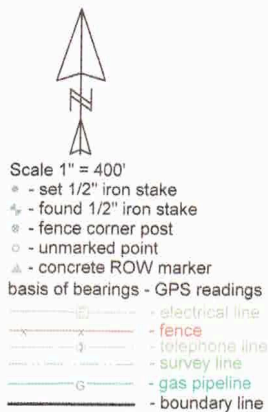 N
Scale 1" = 400'
- set 1/2" iron stake
- found 1/2" iron stake
- fence corner post
- unmarked point
- concrete ROW marker
basis of bearings - GPS readings
E - electrical line
x x - fence
- telephone line
- survey line
G - gas pipeline
- boundary line